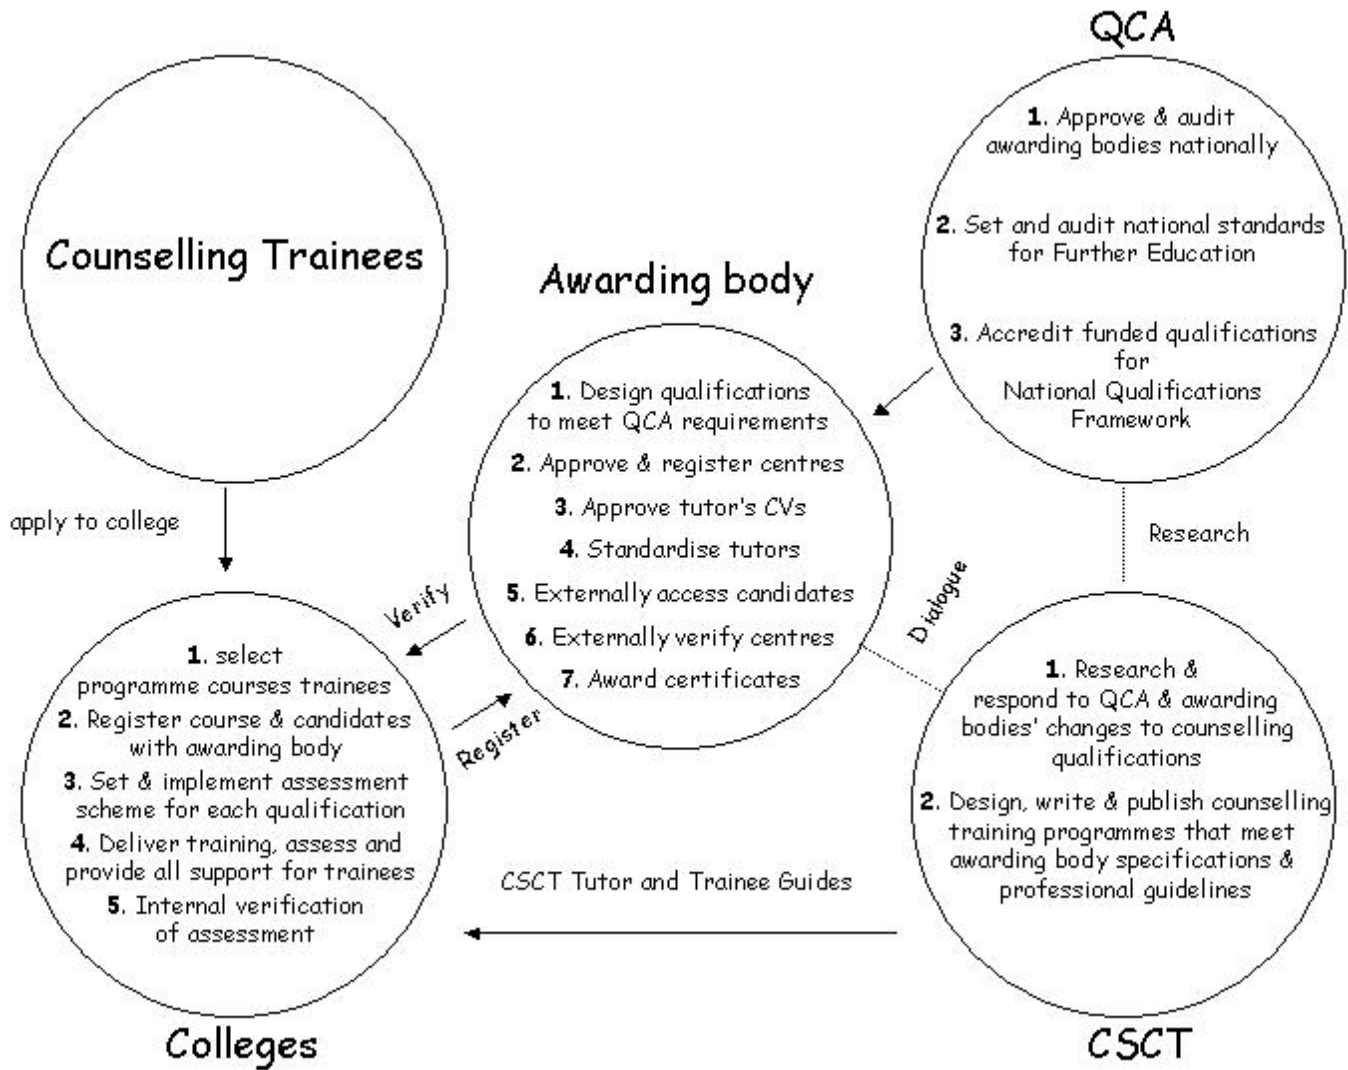 QCA
1. Approve & audit
awarding bodies nationally
2. Set and audit national standards
for Further Education
3. Accredit funded qualifications
for
National Qualifications
Framework
Counselling Trainees
Awarding body
1. Design qualifications
to meet QCA requirements
2. Approve & register centres
3. Approve tutor's CVs
4. Standardise tutors
5. Externally access candidates
6. Externally verify centres
7. Award certificates
apply to college
Research
Verify
Register
Dialogue
1. select
programme courses trainees
2. Register course & candidates
with awarding body
3. Set & implement assessment
scheme for each qualification
4. Deliver training, assess and
provide all support for trainees
5. Internal verification
of assessment
Colleges
CSCT Tutor and Trainee Guides
1. Research &
respond to QCA & awarding
bodies' changes to counselling
qualifications
2. Design, write & publish counselling
training programmes that meet
awarding body specifications &
professional guidelines
CSCT